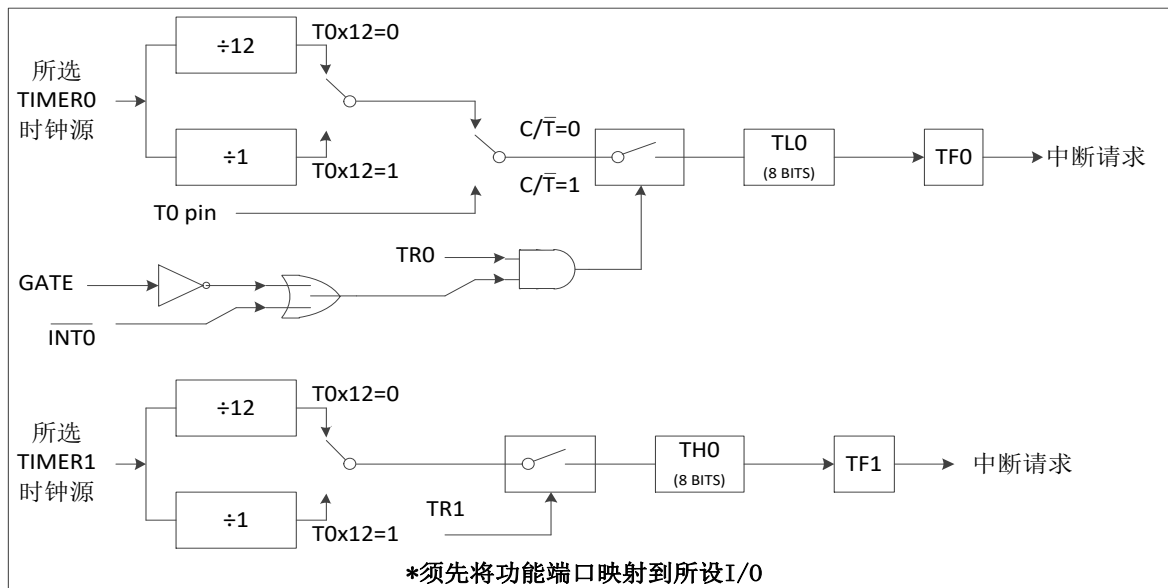 ÷12
T0x12=0
所选
TIMER0
时钟源
÷1
T0x12=1
C/T̅=0
C/T̅=1
TL0
(8 BITS)
TF0
中断请求
T0 pin
TR0
GATE
I̅N̅T̅0̅
÷12
T0x12=0
所选
TIMER1
时钟源
÷1
T0x12=1
TR1
TH0
(8 BITS)
TF1
中断请求
*须先将功能端口映射到所设I/O